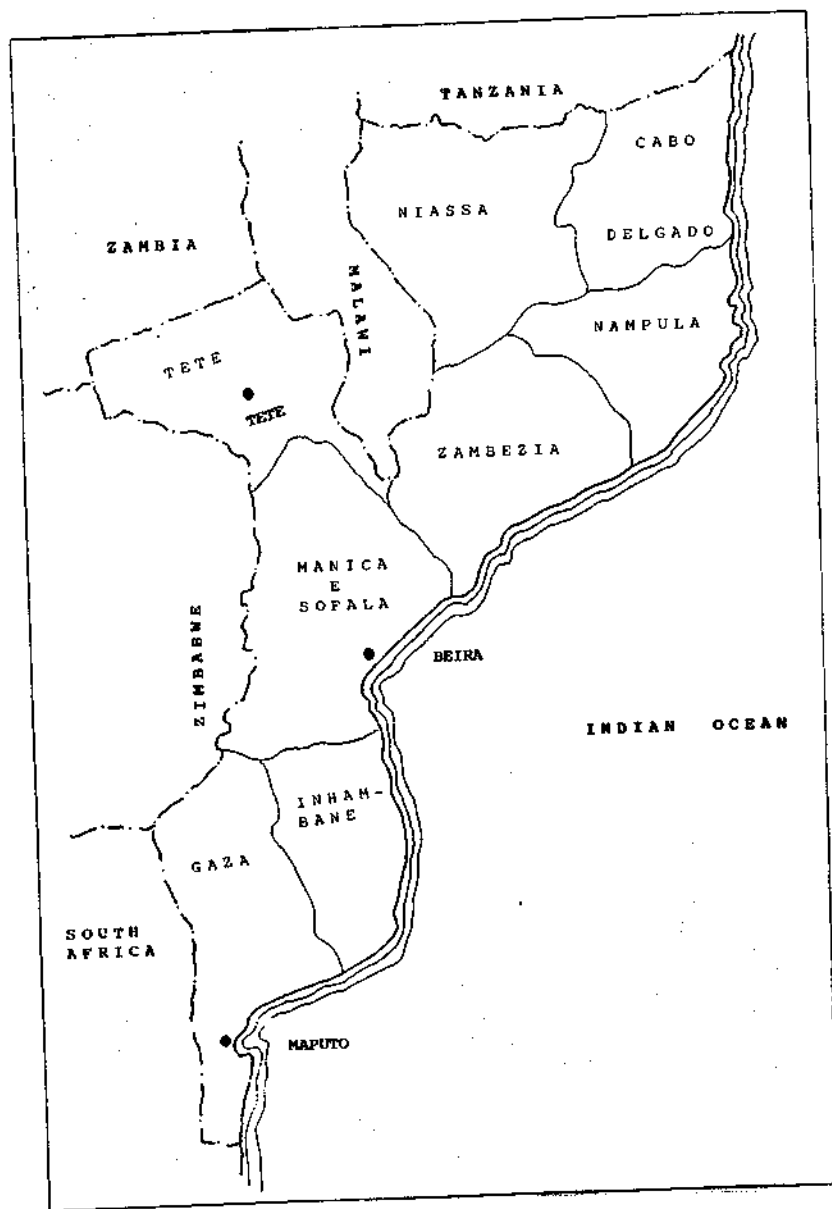 TANZANIA
CABO
DELGADO
NIASSA
ZAMBIA
MALAWI
NAMPULA
TETE
TETE
ZAMBEZIA
MANICA
E
SOFALA
ZIMBABWE
BEIRA
INDIAN OCEAN
INHAM-
BANE
GAZA
SOUTH
AFRICA
MAPUTO